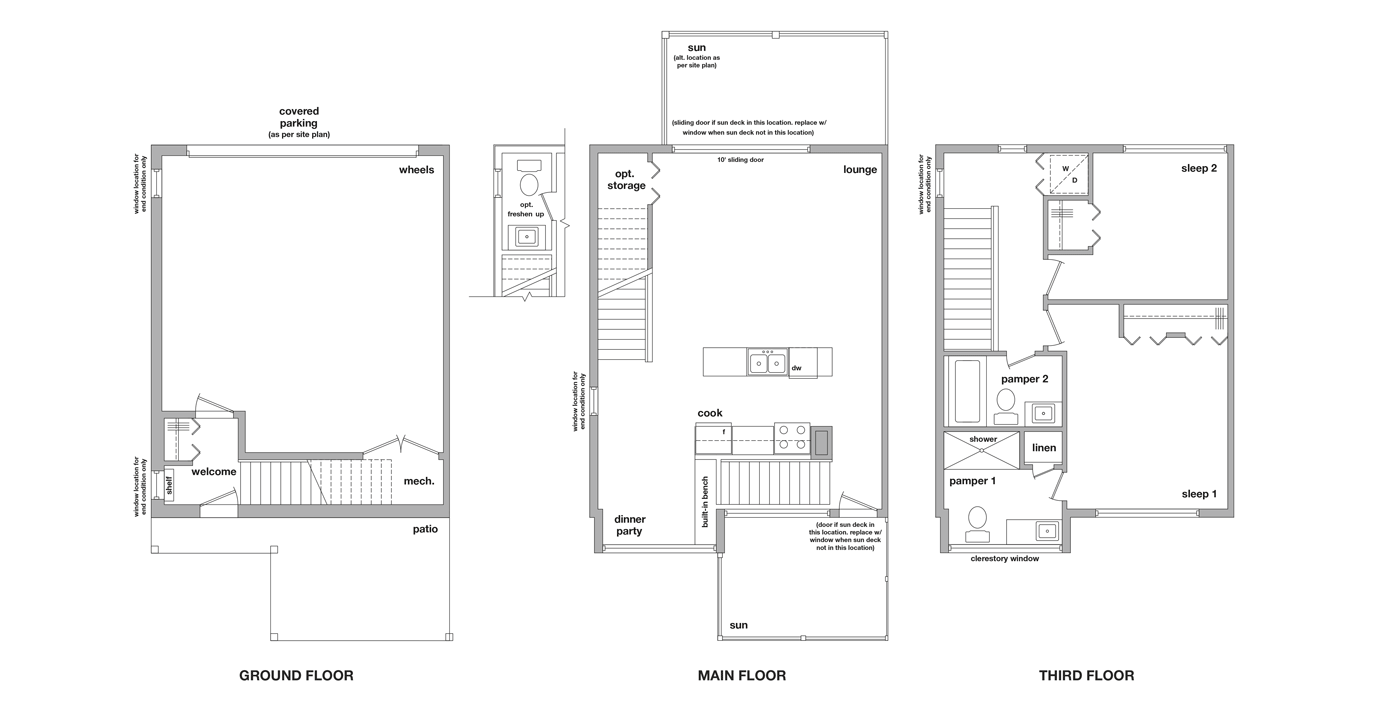 covered
parking
(as per site plan)
window location for
end condition only
wheels
window location for
end condition only
shelf
welcome
mech.
patio
GROUND FLOOR
opt.
freshen up
sun
(alt. location as
per site plan)
(sliding door if sun deck in this location. replace w/
window when sun deck not in this location)
10' sliding door
opt.
storage
lounge
dw
window location for
end condition only
cook
f
built-in bench
dinner
party
(door if sun deck in
this location. replace w/
window when sun deck
not in this location)
sun
MAIN FLOOR
window location for
end condition only
W
D
sleep 2
pamper 2
shower
linen
pamper 1
sleep 1
clerestory window
THIRD FLOOR